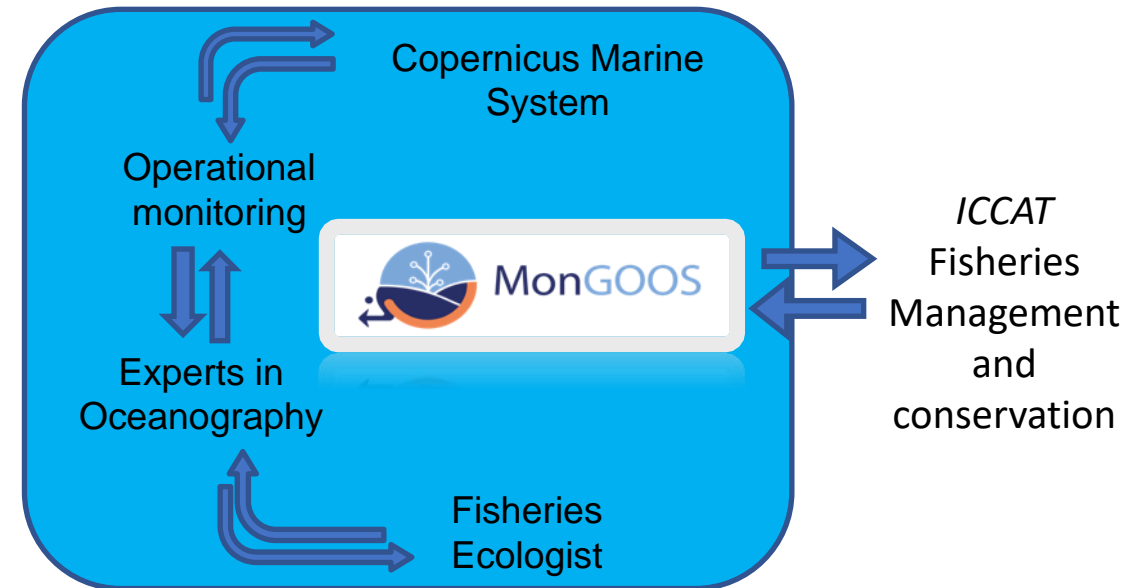 Copernicus Marine
System
Operational
monitoring
MonGOOS
Experts in
Oceanography
Fisheries
Ecologist
ICCAT
Fisheries
Management
and
conservation